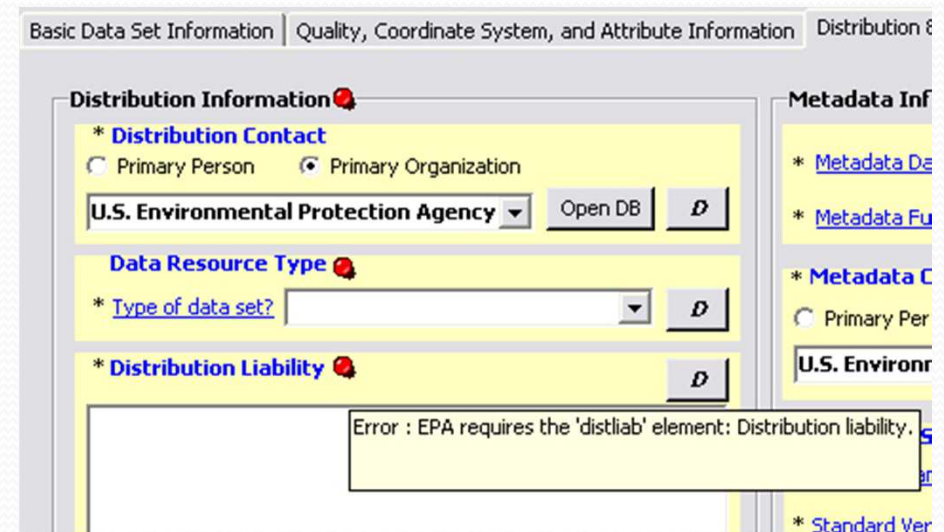 Basic Data Set Information Quality, Coordinate System, and Attribute Information Distribution &
Distribution Information
* Distribution Contact
Primary Person Primary Organization
U.S. Environmental Protection Agency Open DB D
Data Resource Type
* Type of data set? D
* Distribution Liability D
Error : EPA requires the 'distliab' element: Distribution liability.
Metadata Inf
* Metadata Da
* Metadata Fu
* Metadata C
Primary Per
U.S. Environ
* Standard Ver